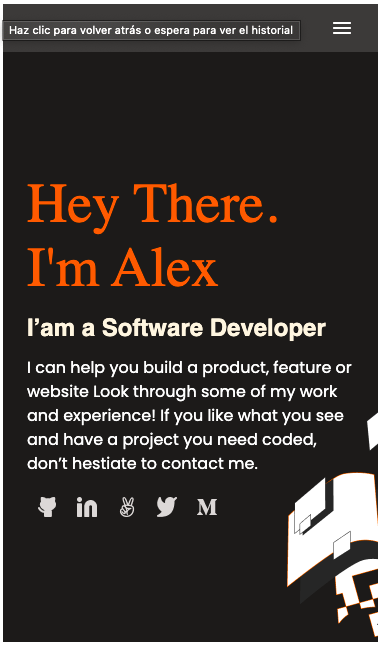 Haz clic para volver atrás o espera para ver el historial
Hey There.
I'm Alex
I’am a Software Developer
I can help you build a product, feature or
website Look through some of my work
and experience! If you like what you see
and have a project you need coded,
don’t hestiate to contact me.